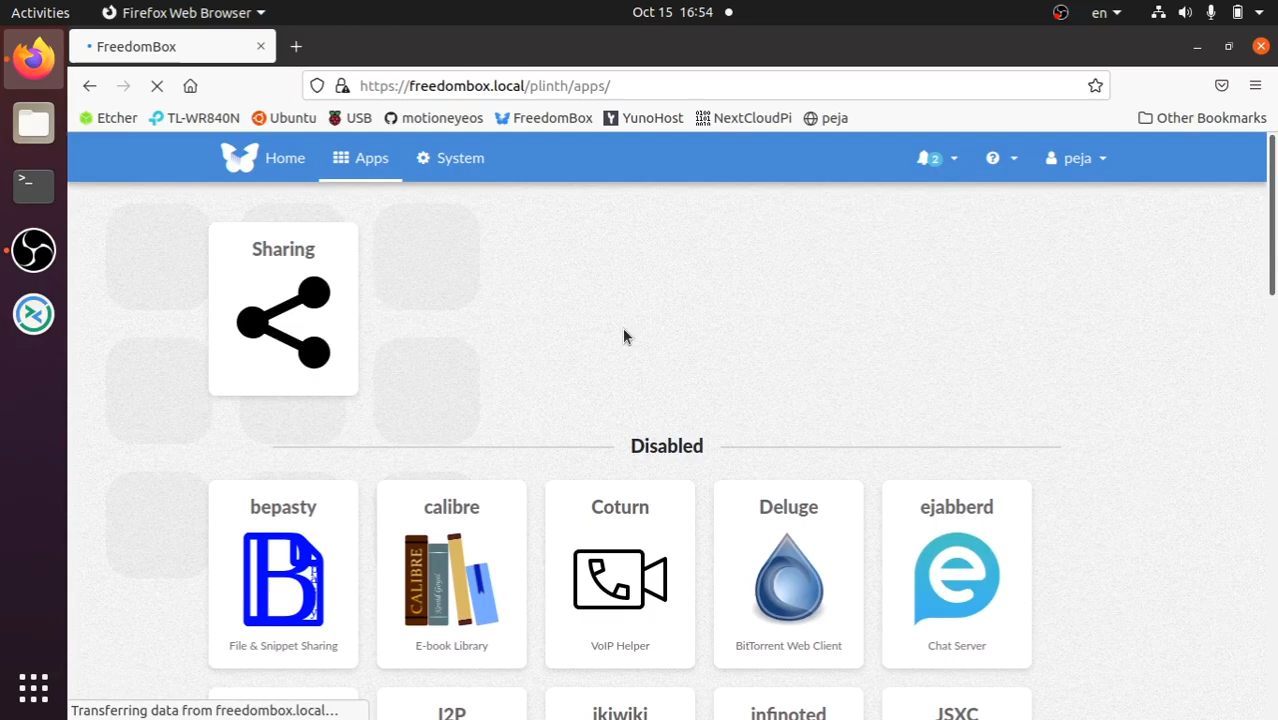 Activities Firefox Web Browser Oct 15 16:54 en
FreedomBox
https://freedombox.local/plinth/apps/
Etcher TL-WR840N Ubuntu USB motioneyeos FreedomBox YunoHost NextCloudPi peja Other Bookmarks
Home Apps System 2 ? peja
Sharing
Disabled
bepasty calibre Coturn Deluge ejabberd
CALIBRE
File & Snippet Sharing E-book Library VoIP Helper BitTorrent Web Client Chat Server
I2P ikiwiki infinoted JSXC
Transferring data from freedombox.local...